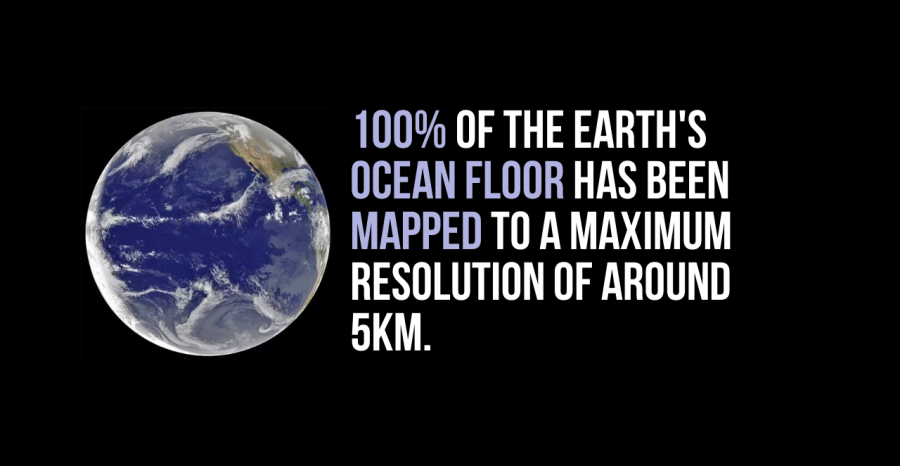 100% OF THE EARTH'S
OCEAN FLOOR HAS BEEN
MAPPED TO A MAXIMUM
RESOLUTION OF AROUND
5KM.